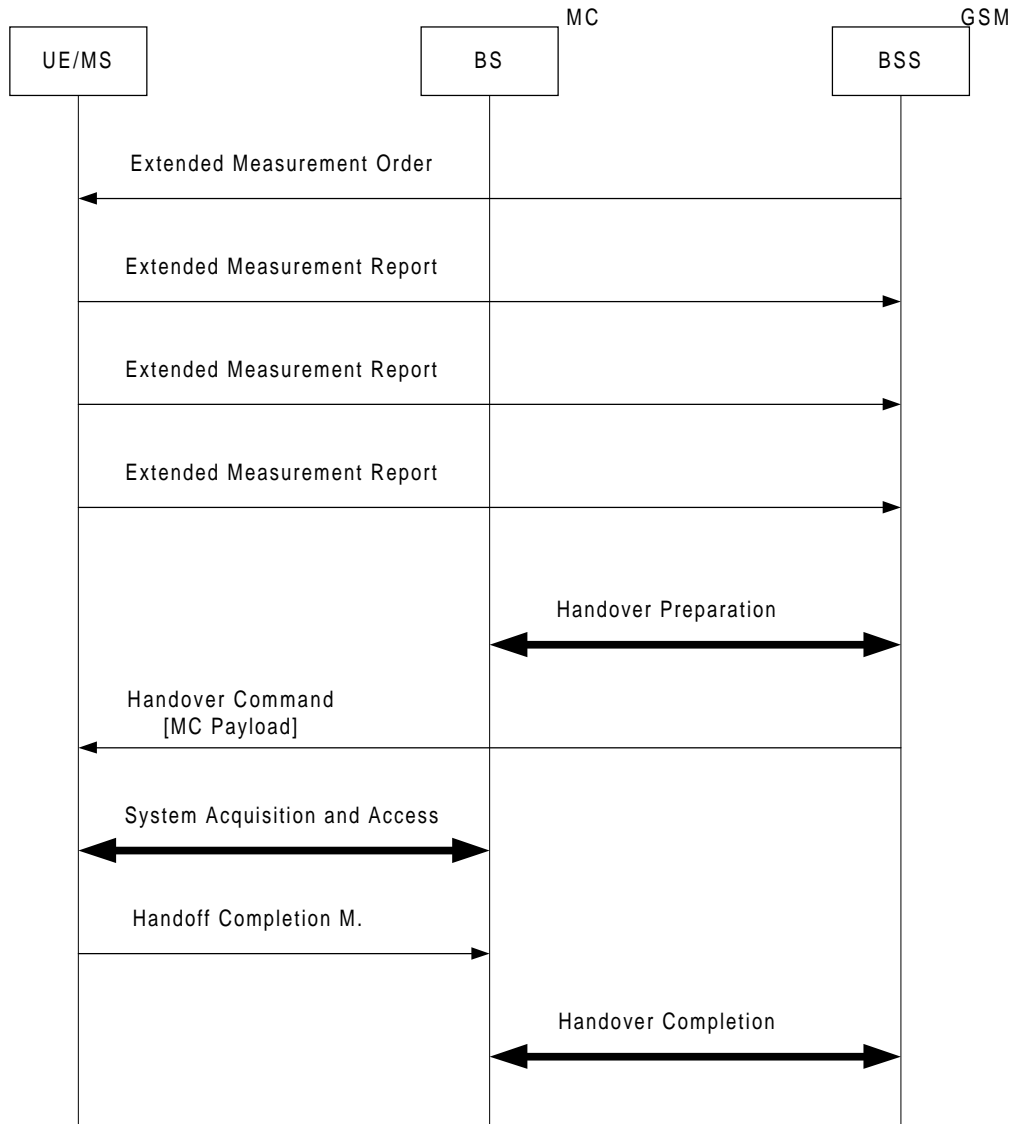 MC
GSM
UE/MS
BS
BSS
Extended Measurement Order
Extended Measurement Report
Extended Measurement Report
Extended Measurement Report
Handover Preparation
Handover Command
[MC Payload]
System Acquisition and Access
Handoff Completion M.
Handover Completion